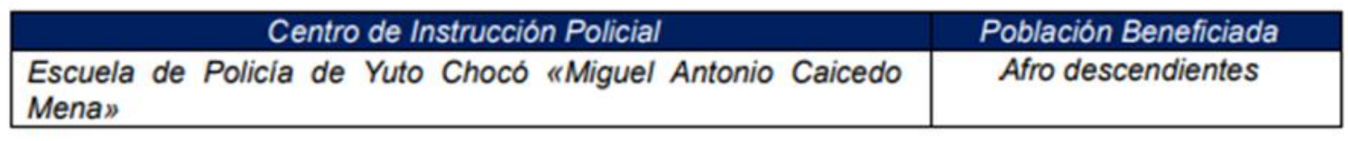 Centro de Instrucción Policial Población Beneficiada
Escuela de Policía de Yuto Chocó «Miguel Antonio Caicedo Afro descendientes
Mena»